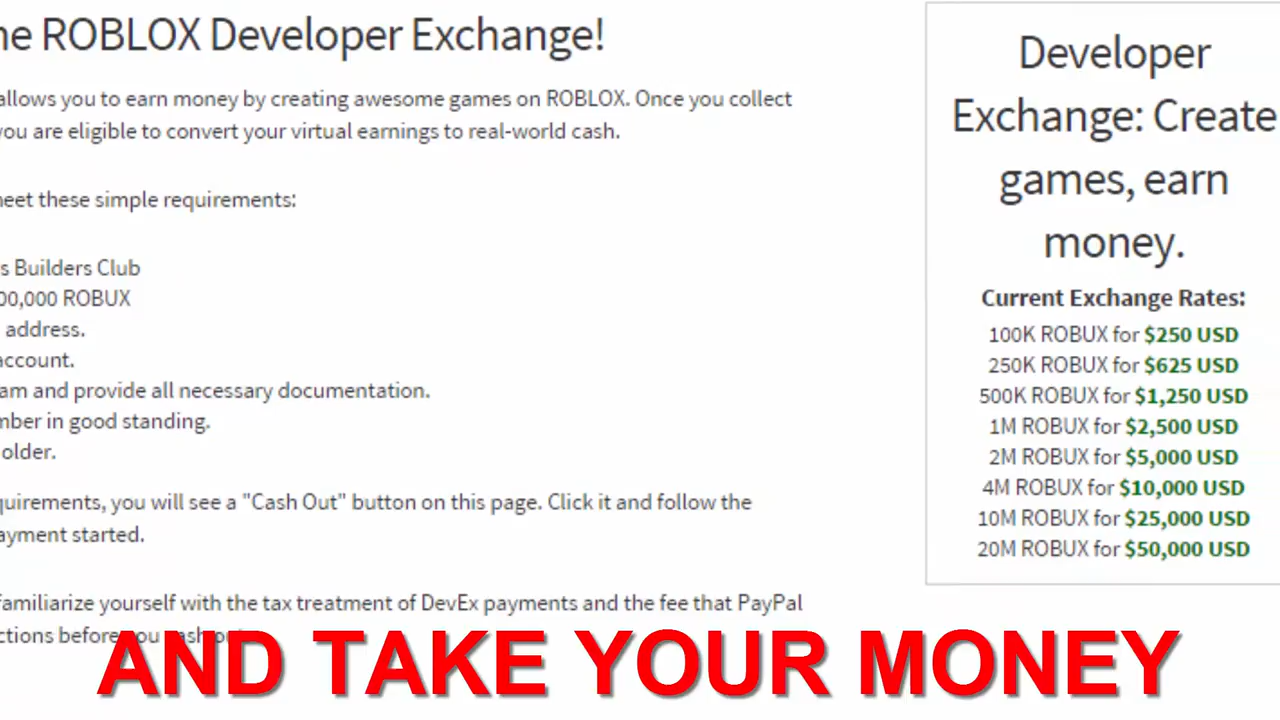 ne ROBLOX Developer Exchange!
allows you to earn money by creating awesome games on ROBLOX. Once you collect
you are eligible to convert your virtual earnings to real-world cash.
neet these simple requirements:
s Builders Club
00,000 ROBUX
address.
account.
am and provide all necessary documentation.
mber in good standing.
older.
quirements, you will see a "Cash Out" button on this page. Click it and follow the
ayment started.
familiarize yourself with the tax treatment of DevEx payments and the fee that PayPal
ctions before you cash out.
Developer
Exchange: Create
games, earn
money.
Current Exchange Rates:
100K ROBUX for $250 USD
250K ROBUX for $625 USD
500K ROBUX for $1,250 USD
1M ROBUX for $2,500 USD
2M ROBUX for $5,000 USD
4M ROBUX for $10,000 USD
10M ROBUX for $25,000 USD
20M ROBUX for $50,000 USD
AND TAKE YOUR MONEY